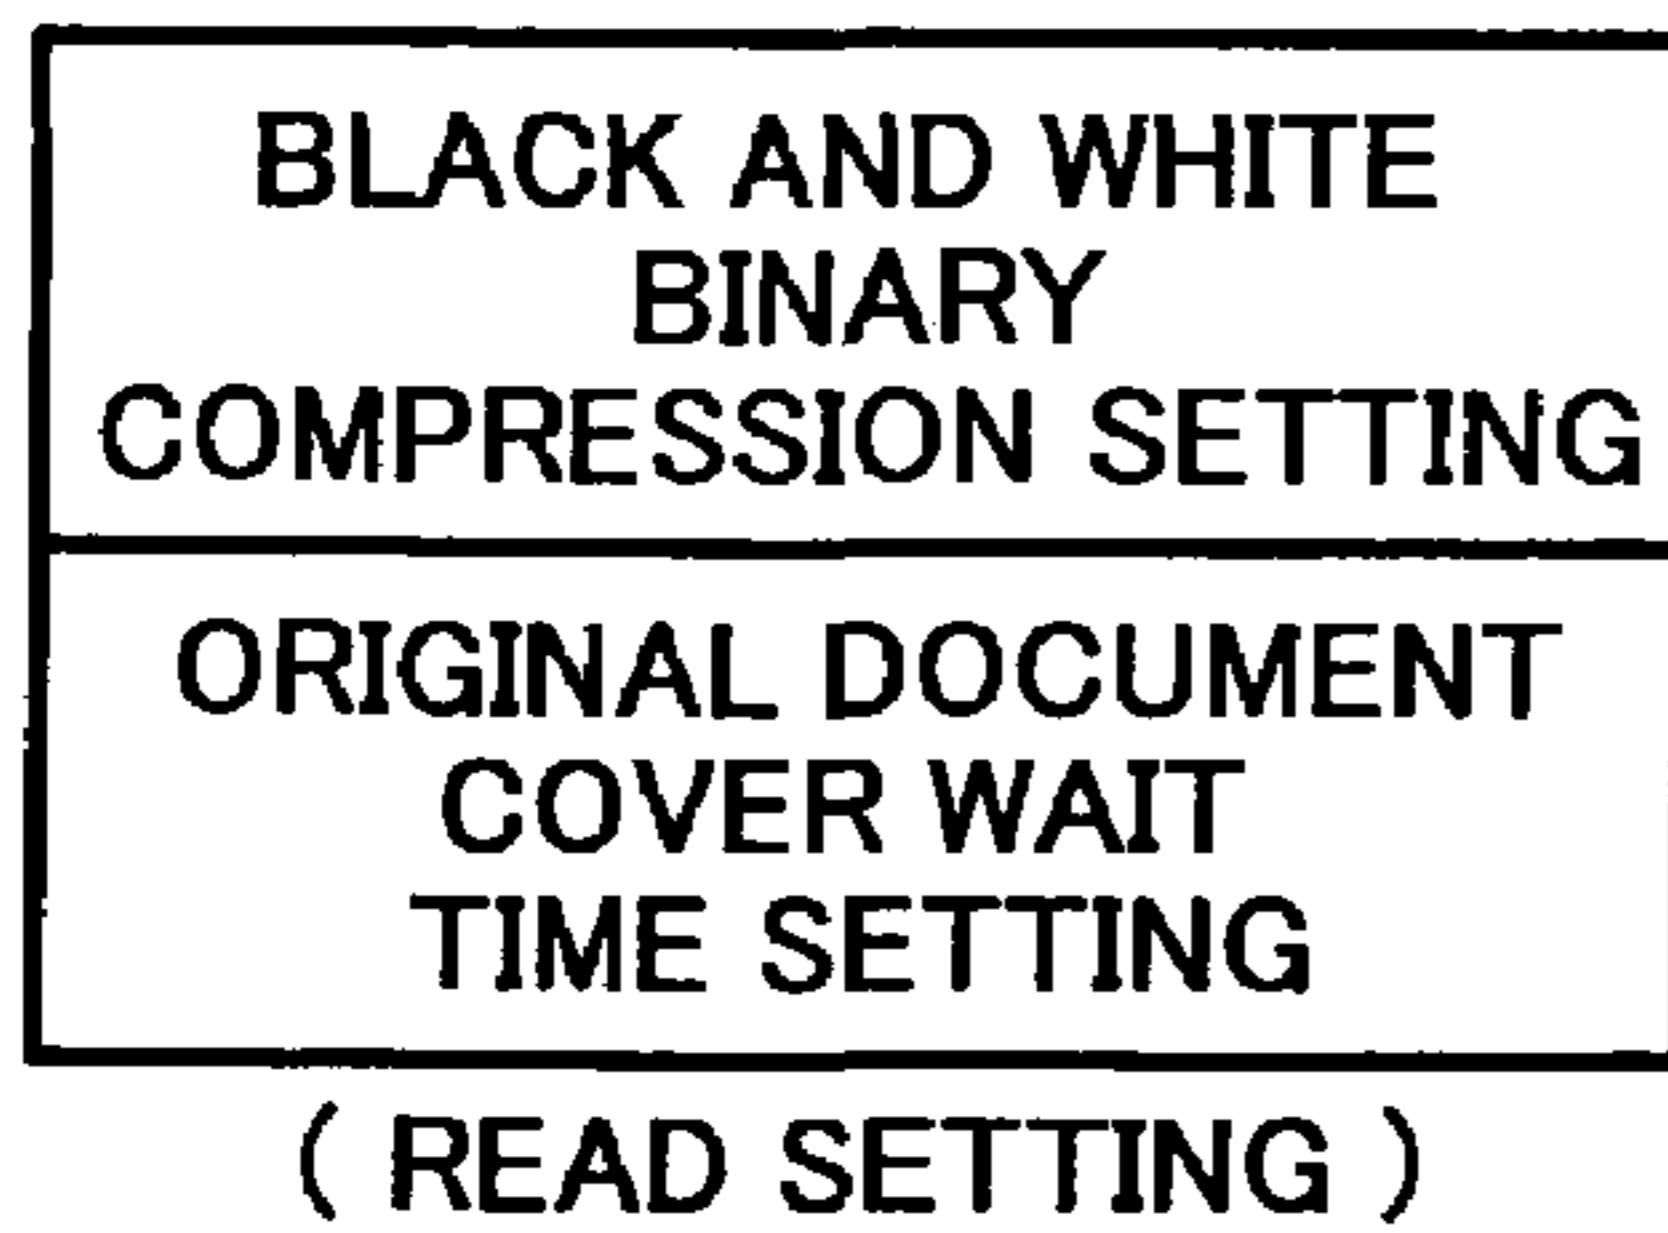 BLACK AND WHITE
BINARY
COMPRESSION SETTING
ORIGINAL DOCUMENT
COVER WAIT
TIME SETTING
( READ SETTING )